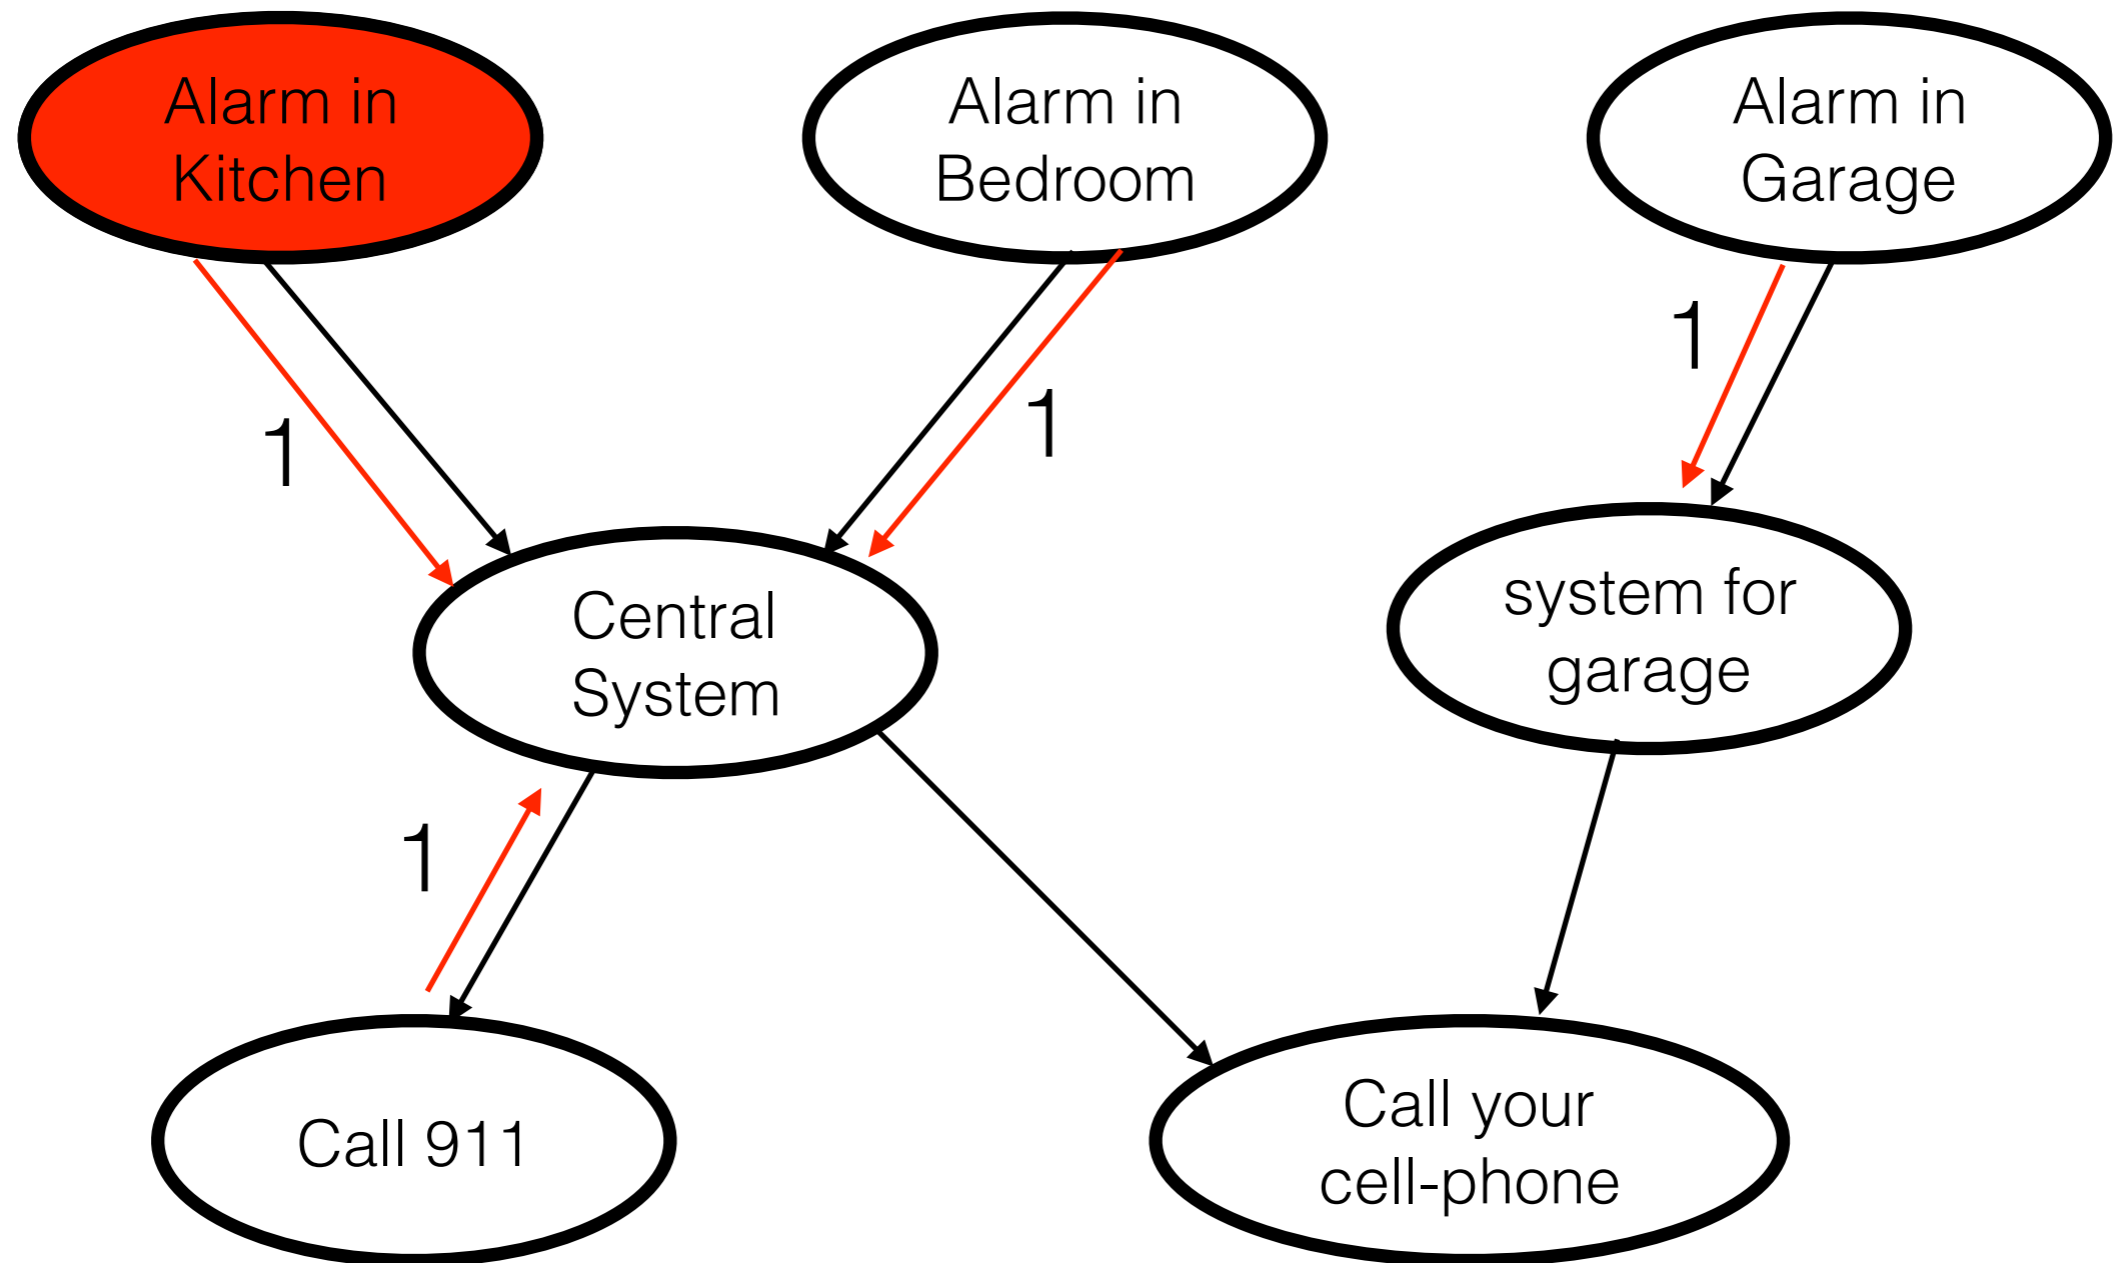 Alarm in
Kitchen
Alarm in
Bedroom
Alarm in
Garage
1
1
1
Central
System
system for
garage
1
Call 911
Call your
cell-phone